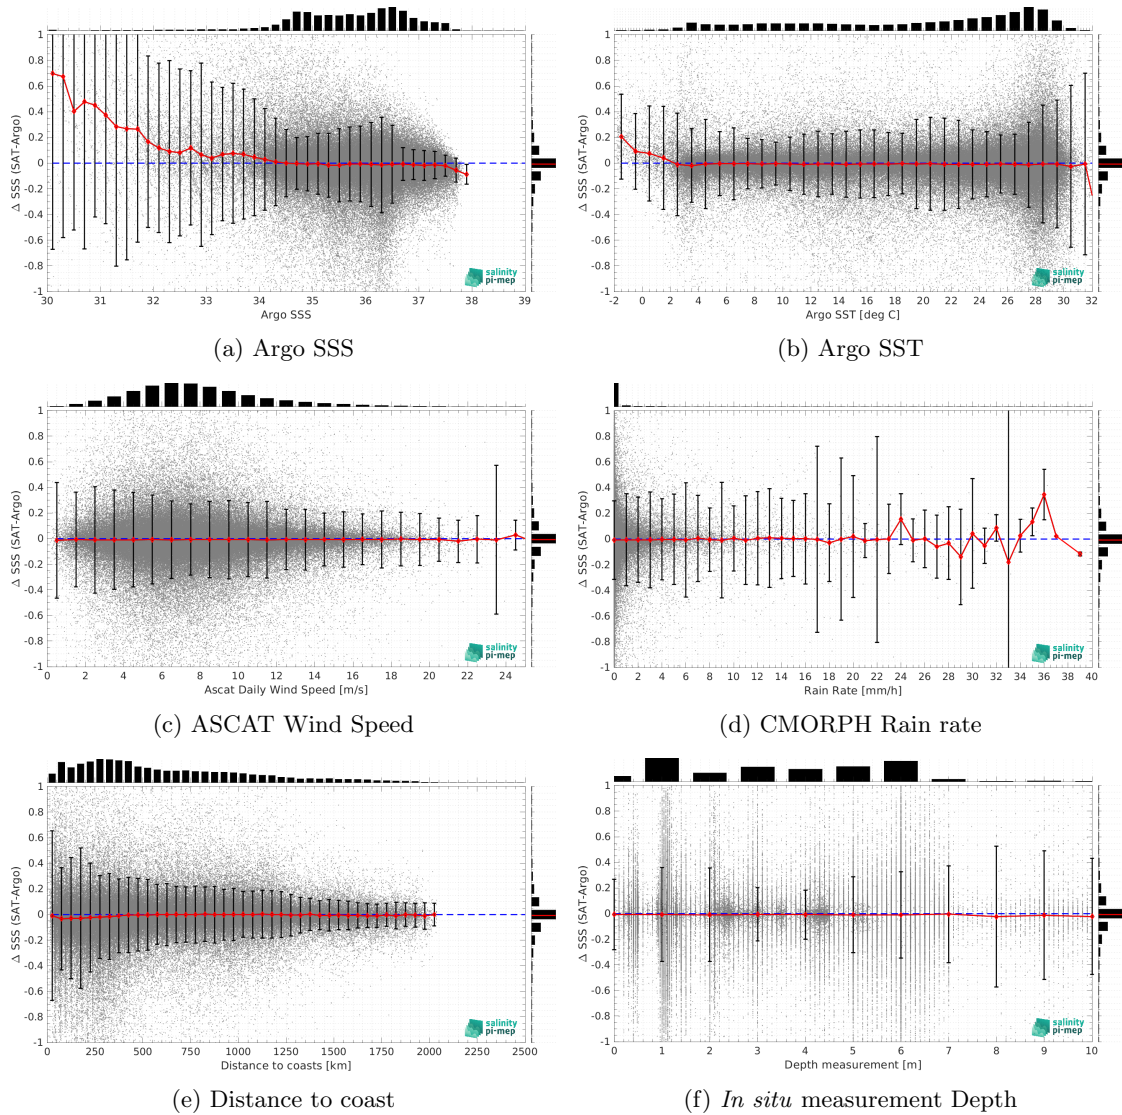 1
0.8
0.6
0.4
0.2
0
-0.2
-0.4
-0.6
-0.8
-1
Δ SSS (SAT-Argo)
30 31 32 33 34 35 36 37 38 39
Argo SSS
salinity
pi-mep
(a) Argo SSS
1
0.8
0.6
0.4
0.2
0
-0.2
-0.4
-0.6
-0.8
-1
Δ SSS (SAT-Argo)
-2 0 2 4 6 8 10 12 14 16 18 20 22 24 26 28 30 32
Argo SST [deg C]
salinity
pi-mep
(b) Argo SST
1
0.8
0.6
0.4
0.2
0
-0.2
-0.4
-0.6
-0.8
-1
Δ SSS (SAT-Argo)
0 2 4 6 8 10 12 14 16 18 20 22 24
Ascat Daily Wind Speed [m/s]
salinity
pi-mep
(c) ASCAT Wind Speed
1
0.8
0.6
0.4
0.2
0
-0.2
-0.4
-0.6
-0.8
-1
Δ SSS (SAT-Argo)
0 2 4 6 8 10 12 14 16 18 20 22 24 26 28 30 32 34 36 38 40
Rain Rate [mm/h]
salinity
pi-mep
(d) CMORPH Rain rate
1
0.8
0.6
0.4
0.2
0
-0.2
-0.4
-0.6
-0.8
-1
Δ SSS (SAT-Argo)
0 250 500 750 1000 1250 1500 1750 2000 2250 2500
Distance to coasts [km]
salinity
pi-mep
(e) Distance to coast
1
0.8
0.6
0.4
0.2
0
-0.2
-0.4
-0.6
-0.8
-1
Δ SSS (SAT-Argo)
0 1 2 3 4 5 6 7 8 9 10
Depth measurement [m]
salinity
pi-mep
(f) In situ measurement Depth